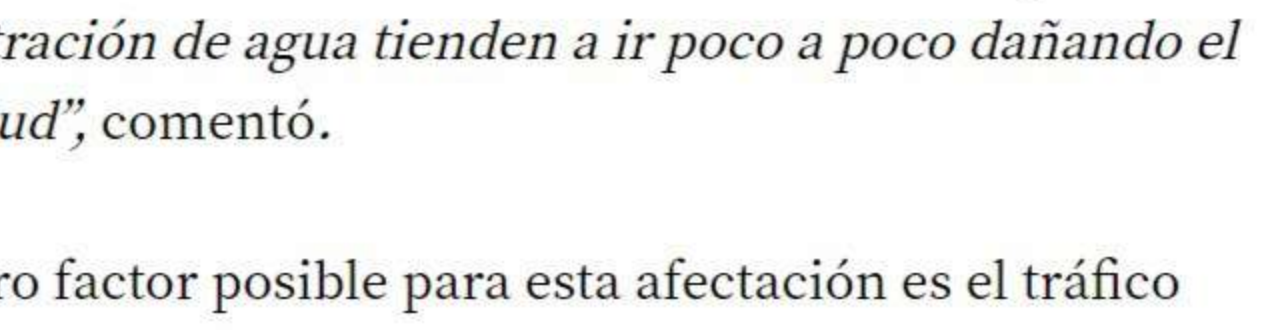 tración de agua tienden a ir poco a poco dañando el
ud”, comentó.
ro factor posible para esta afectación es el tráfico